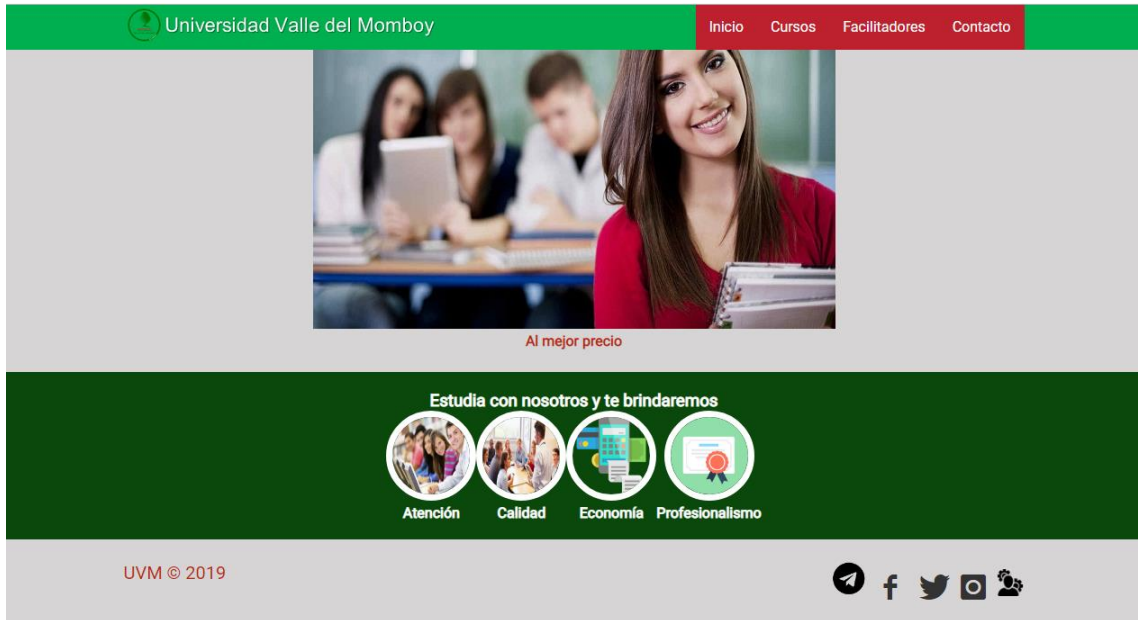 Universidad Valle del Momboy
Inicio Cursos Facilitadores Contacto
Al mejor precio
Estudia con nosotros y te brindaremos
Atención Calidad Economía Profesionalismo
UVM © 2019